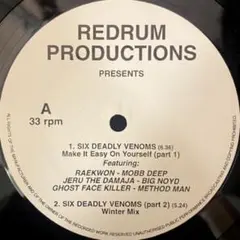 REDRUM
PRODUCTIONS
PRESENTS
A
33 rpm
1. SIX DEADLY VENOMS (6.36)
Make It Easy On Yourself (part 1)
Featuring:
RAEKWON - MOBB DEEP
JERU THE DAMAJA - BIG NOYD
GHOST FACE KILLER - METHOD MAN
2. SIX DEADLY VENOMS (part 2) (5.24)
Winter Mix